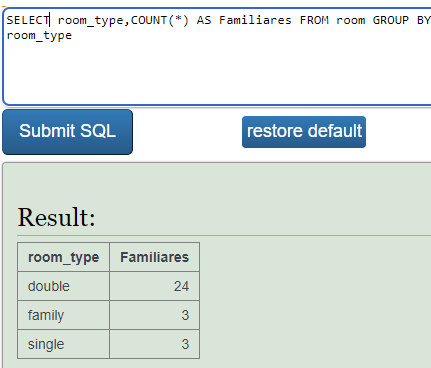 SELECT room_type,COUNT(*) AS Familiares FROM room GROUP BY
room_type
Submit SQL restore default
Result:
room_type Familiares
double 24
family 3
single 3